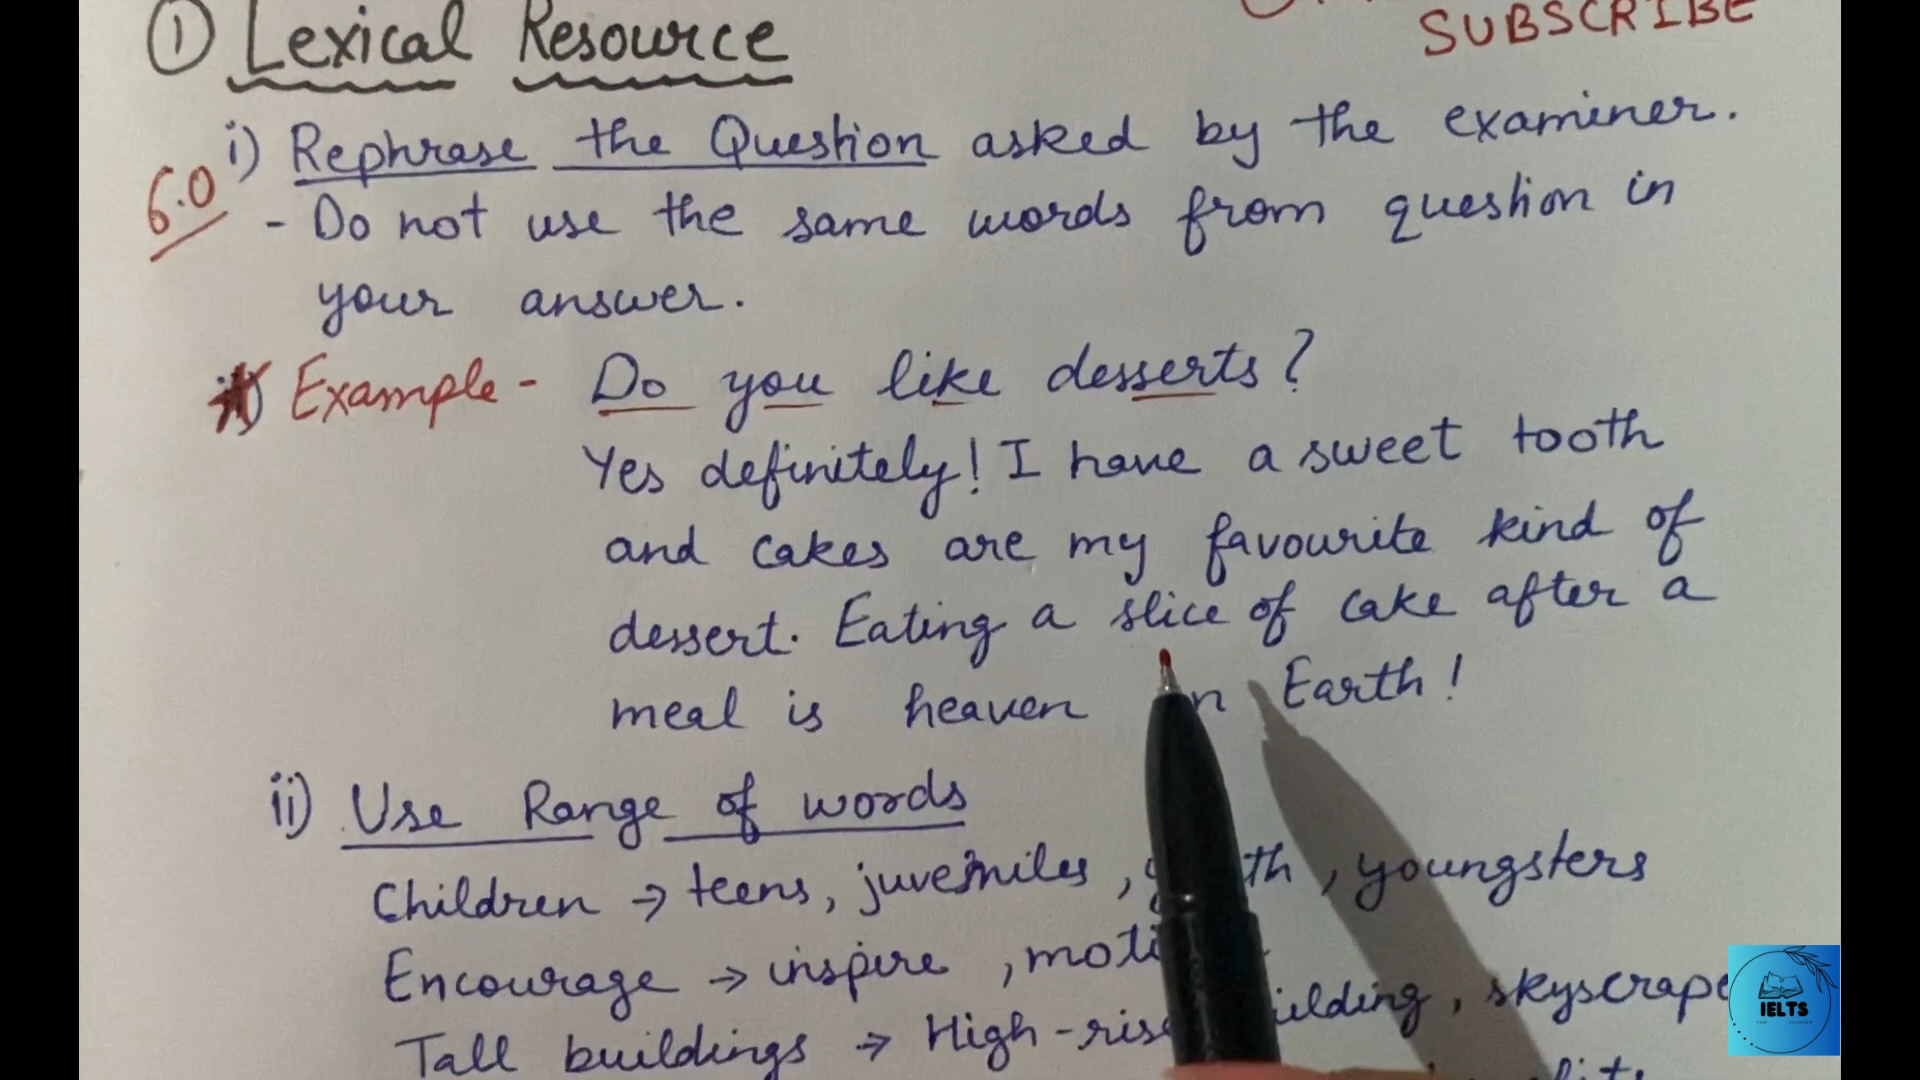 SUBSCRIBE
① Lexical Resource
i) Rephrase the Question asked by the examiner.
6.0
- Do not use the same words from question in
your answer.
Example - Do you like desserts?
Yes definitely! I have a sweet tooth
and cakes are my favourite kind of
dessert. Eating a slice of cake after a
meal is heaven Earth!
ii) Use Range of words
Children → teens, juveniles, youngsters
Encourage → inspire,
Tall buildings → High-rise
IELTS